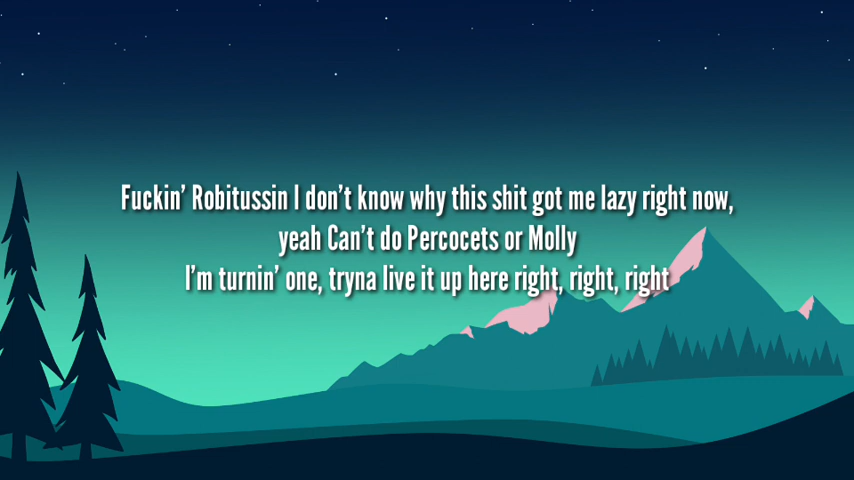 Fuckin’ Robitussin I don’t know why this shit got me lazy right now,
yeah Can’t do Percocets or Molly
I’m turnin’ one, tryna live it up here right, right, right